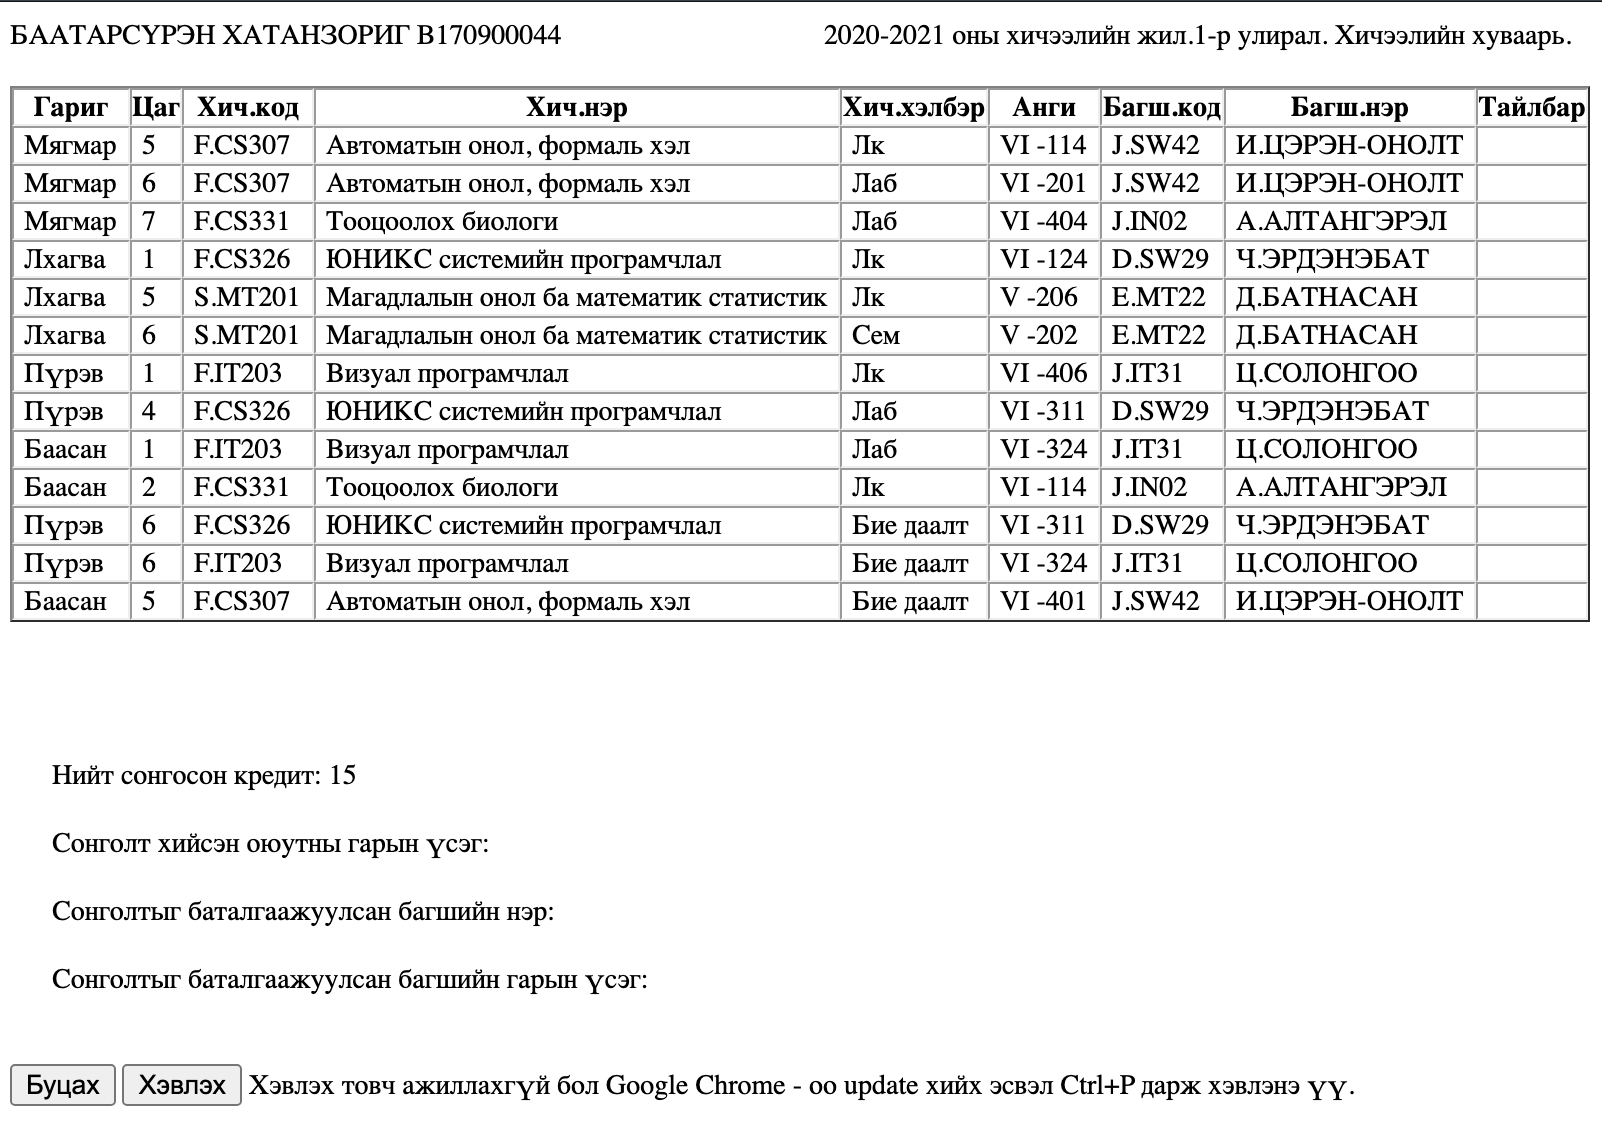 БААТАРСҮРЭН ХАТАНЗОРИГ B170900044 2020-2021 оны хичээлийн жил.1-р улирал. Хичээлийн хуваарь.
Гариг Цаг Хич.код Хич.нэр Хич.хэлбэр Анги Багш.код Багш.нэр Тайлбар
Мягмар 5 F.CS307 Автоматын онол, формаль хэл Лк VI -114 J.SW42 И.ЦЭРЭН-ОНОЛТ
Мягмар 6 F.CS307 Автоматын онол, формаль хэл Лаб VI -201 J.SW42 И.ЦЭРЭН-ОНОЛТ
Мягмар 7 F.CS331 Тооцоолох биологи Лаб VI -404 J.IN02 А.АЛТАНГЭРЭЛ
Лхагва 1 F.CS326 ЮНИКС системийн програмчлал Лк VI -124 D.SW29 Ч.ЭРДЭНЭБАТ
Лхагва 5 S.MT201 Магадлалын онол ба математик статистик Лк V -206 E.MT22 Д.БАТНАСАН
Лхагва 6 S.MT201 Магадлалын онол ба математик статистик Сем V -202 E.MT22 Д.БАТНАСАН
Пүрэв 1 F.IT203 Визуал програмчлал Лк VI -406 J.IT31 Ц.СОЛОНГОО
Пүрэв 4 F.CS326 ЮНИКС системийн програмчлал Лаб VI -311 D.SW29 Ч.ЭРДЭНЭБАТ
Баасан 1 F.IT203 Визуал програмчлал Лаб VI -324 J.IT31 Ц.СОЛОНГОО
Баасан 2 F.CS331 Тооцоолох биологи Лк VI -114 J.IN02 А.АЛТАНГЭРЭЛ
Пүрэв 6 F.CS326 ЮНИКС системийн програмчлал Бие даалт VI -311 D.SW29 Ч.ЭРДЭНЭБАТ
Пүрэв 6 F.IT203 Визуал програмчлал Бие даалт VI -324 J.IT31 Ц.СОЛОНГОО
Баасан 5 F.CS307 Автоматын онол, формаль хэл Бие даалт VI -401 J.SW42 И.ЦЭРЭН-ОНОЛТ
Нийт сонгосон кредит: 15
Сонголт хийсэн оюутны гарын үсэг:
Сонголтыг баталгаажуулсан багшийн нэр:
Сонголтыг баталгаажуулсан багшийн гарын үсэг:
Буцах Хэвлэх Хэвлэх товч ажиллахгүй бол Google Chrome - оо update хийх эсвэл Ctrl+P дарж хэвлэнэ үү.